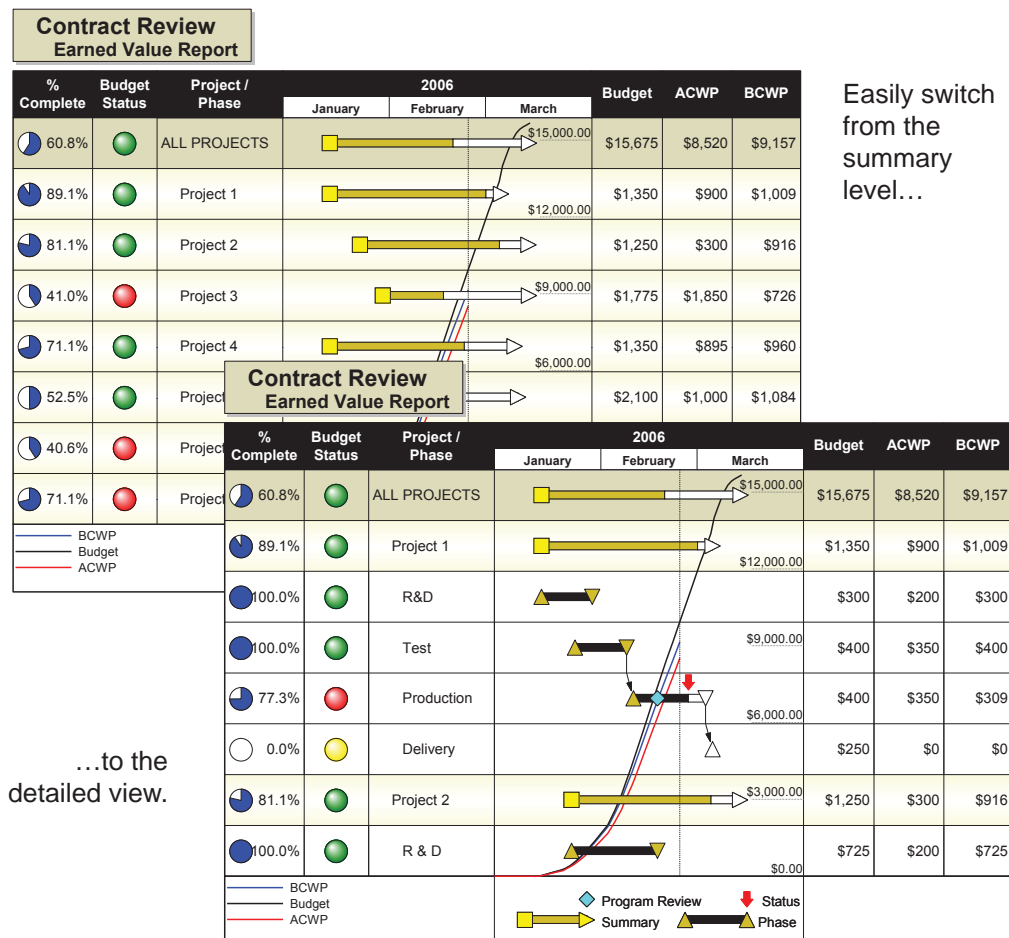 Contract Review
Earned Value Report
% Complete Budget Status Project / Phase 2006 Budget ACWP BCWP
January February March
60.8% ALL PROJECTS $15,000.00 $15,675 $8,520 $9,157
89.1% Project 1 $1,350 $900 $1,009
$12,000.00
81.1% Project 2 $1,250 $300 $916
41.0% Project 3 $9,000.00 $1,775 $1,850 $726
71.1% Project 4 $1,350 $895 $960
$6,000.00
52.5% Project $2,100 $1,000 $1,084
40.6% Project
71.1% Project
BCWP
Budget
ACWP
Easily switch
from the
summary
level…
Contract Review
Earned Value Report
% Complete Budget Status Project / Phase 2006 Budget ACWP BCWP
January February March
60.8% ALL PROJECTS $15,000.00 $15,675 $8,520 $9,157
89.1% Project 1 $1,350 $900 $1,009
$12,000.00
100.0% R&D $300 $200 $300
100.0% Test $9,000.00 $400 $350 $400
77.3% Production $400 $350 $309
$6,000.00
0.0% Delivery $250 $0 $0
81.1% Project 2 $3,000.00 $1,250 $300 $916
100.0% R & D $725 $200 $725
$0.00
BCWP
Budget
ACWP
Program Review Status
Summary Phase
…to the
detailed view.